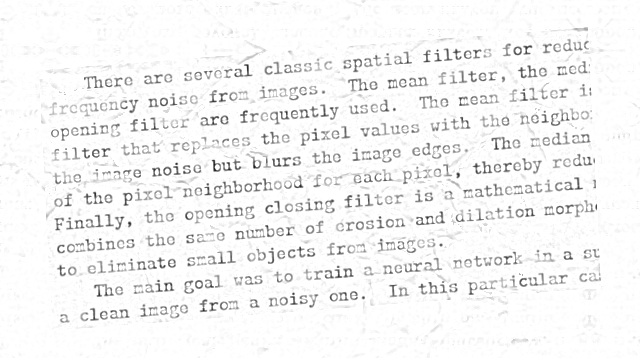 There are several classic spatial filters for reduc
frequency noise from images. The mean filter, the med
opening filter are frequently used. The mean filter i
filter that replaces the pixel values with the neighbo
the image noise but blurs the image edges. The median
of the pixel neighborhood for each pixel, thereby redu
Finally, the opening closing filter is a mathematical
combines the same number of erosion and dilation morph
to eliminate small objects from images.
The main goal was to train a neural network in a su
a clean image from a noisy one. In this particular ca